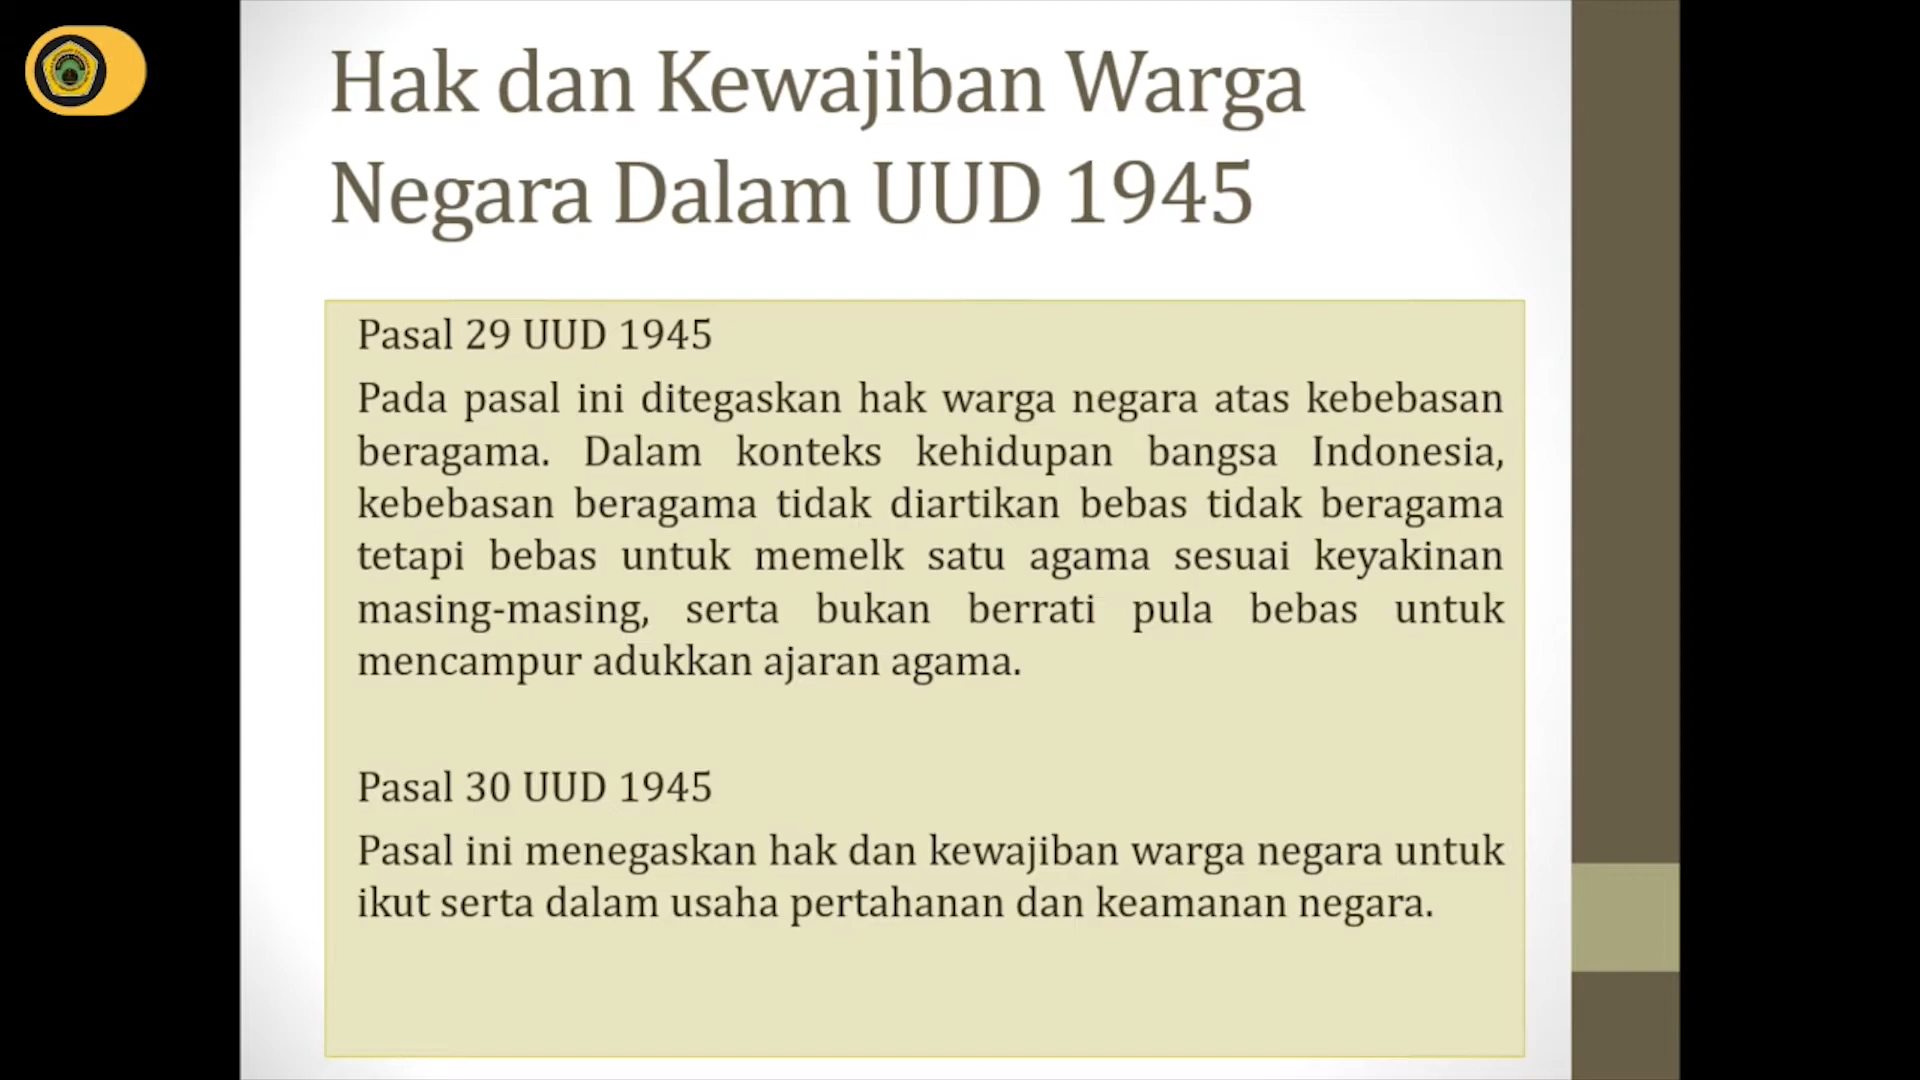 Hak dan Kewajiban Warga
Negara Dalam UUD 1945
Pasal 29 UUD 1945
Pada pasal ini ditegaskan hak warga negara atas kebebasan
beragama. Dalam konteks kehidupan bangsa Indonesia,
kebebasan beragama tidak diartikan bebas tidak beragama
tetapi bebas untuk memelk satu agama sesuai keyakinan
masing-masing, serta bukan berrati pula bebas untuk
mencampur adukkan ajaran agama.
Pasal 30 UUD 1945
Pasal ini menegaskan hak dan kewajiban warga negara untuk
ikut serta dalam usaha pertahanan dan keamanan negara.